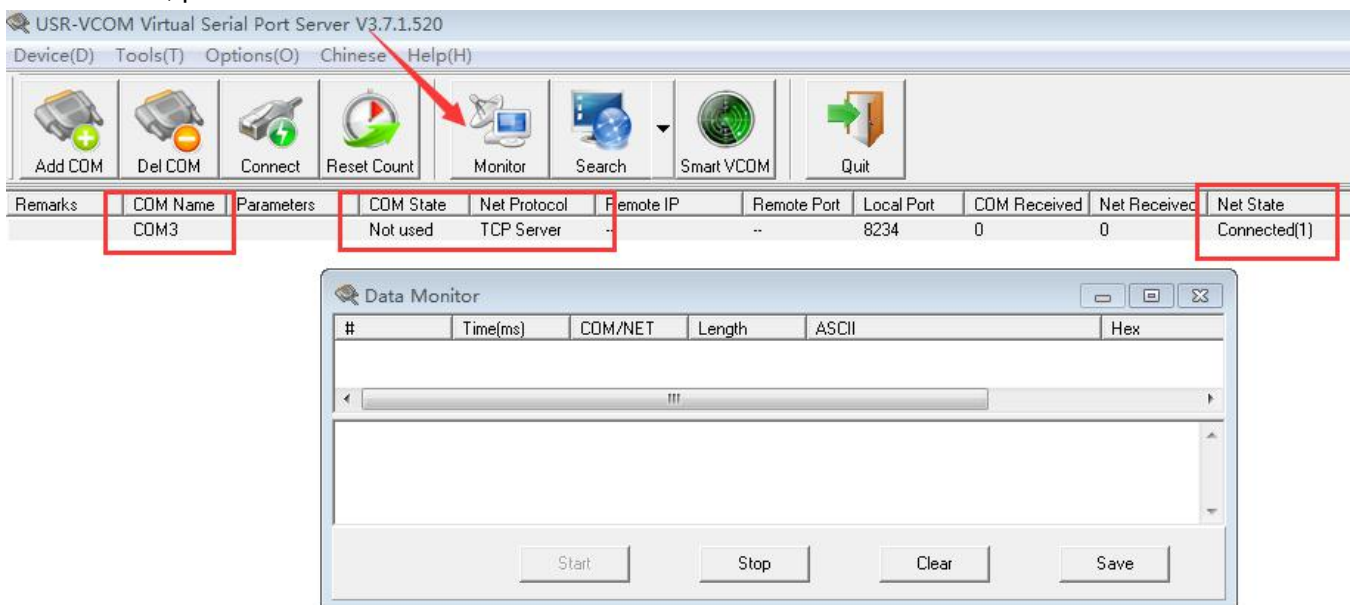 USR-VCOM Virtual Serial Port Server V3.7.1.520
Device(D) Tools(T) Options(O) Chinese Help(H)
Add COM Del COM Connect Reset Count Monitor Search Smart VCOM Quit
Remarks COM Name Parameters COM State Net Protocol Remote IP Remote Port Local Port COM Received Net Received Net State
COM3 Not used TCP Server -- -- 8234 0 0 Connected(1)
Data Monitor
# Time(ms) COM/NET Length ASCII Hex
Start Stop Clear Save